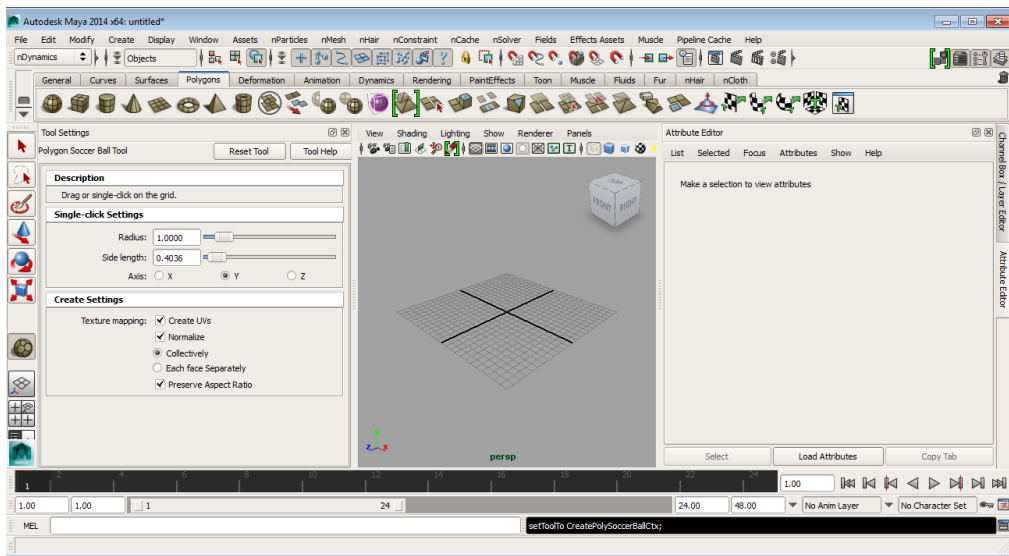 Autodesk Maya 2014 x64: untitled*
File Edit Modify Create Display Window Assets nParticles nMesh nHair nConstraint nCache nSolver Fields Effects Assets Muscle Pipeline Cache Help
nDynamics Objects
General Curves Surfaces Polygons Deformation Animation Dynamics Rendering PaintEffects Toon Muscle Fluids Fur nHair nCloth
Tool Settings
Polygon Soccer Ball Tool Reset Tool Tool Help
Description
Drag or single-click on the grid.
Single-click Settings
Radius: 1.0000
Side length: 0.4036
Axis: X Y Z
Create Settings
Texture mapping: Create UVs
Normalize
Collectively
Each face Separately
Preserve Aspect Ratio
View Shading Lighting Show Renderer Panels
FRONT RIGHT
y
z x
persp
Attribute Editor
List Selected Focus Attributes Show Help
Make a selection to view attributes
Select Load Attributes Copy Tab
Channel Box / Layer Editor
Attribute Editor
1 2 4 6 8 10 12 14 16 18 20 22 24 1.00
1.00 1.00 1 24 24.00 48.00 No Anim Layer No Character Set
MEL setToolTo CreatePolySoccerBallCtx;